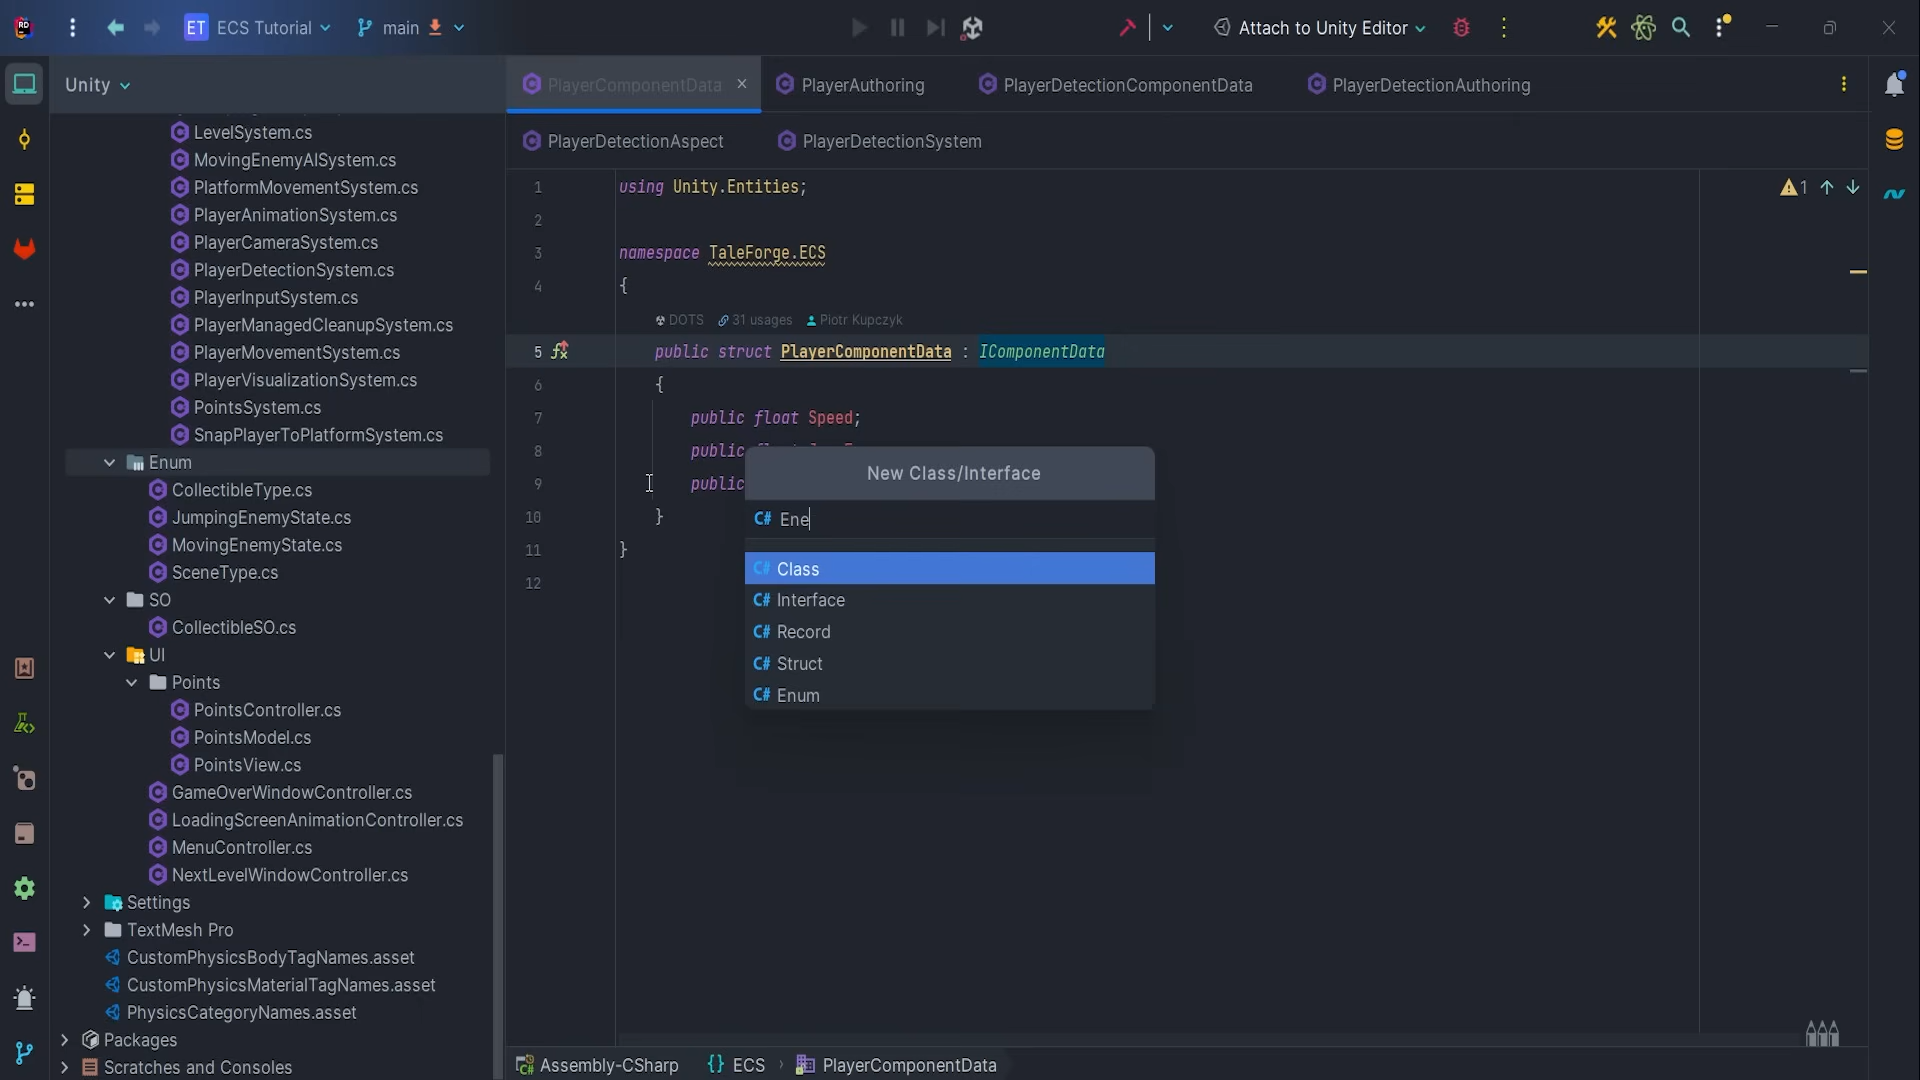 RD
ET ECS Tutorial main
Attach to Unity Editor
Unity
PlayerComponentData
PlayerAuthoring
PlayerDetectionComponentData
PlayerDetectionAuthoring
PlayerDetectionAspect
PlayerDetectionSystem
LevelSystem.cs
MovingEnemyAISystem.cs
PlatformMovementSystem.cs
PlayerAnimationSystem.cs
PlayerCameraSystem.cs
PlayerDetectionSystem.cs
PlayerInputSystem.cs
PlayerManagedCleanupSystem.cs
PlayerMovementSystem.cs
PlayerVisualizationSystem.cs
PointsSystem.cs
SnapPlayerToPlatformSystem.cs
Enum
CollectibleType.cs
JumpingEnemyState.cs
MovingEnemyState.cs
SceneType.cs
SO
CollectibleSO.cs
UI
Points
PointsController.cs
PointsModel.cs
PointsView.cs
GameOverWindowController.cs
LoadingScreenAnimationController.cs
MenuController.cs
NextLevelWindowController.cs
Settings
TextMesh Pro
CustomPhysicsBodyTagNames.asset
CustomPhysicsMaterialTagNames.asset
PhysicsCategoryNames.asset
Packages
Scratches and Consoles
1 using Unity.Entities;
1
2
3 namespace TaleForge.ECS
4 {
DOTS 31 usages Piotr Kupczyk
5 public struct PlayerComponentData : IComponentData
6 {
7 public float Speed;
8 public
9 public
10 }
11 }
12
New Class/Interface
C# Ene
C# Class
C# Interface
C# Record
C# Struct
C# Enum
C# Assembly-CSharp {} ECS › PlayerComponentData